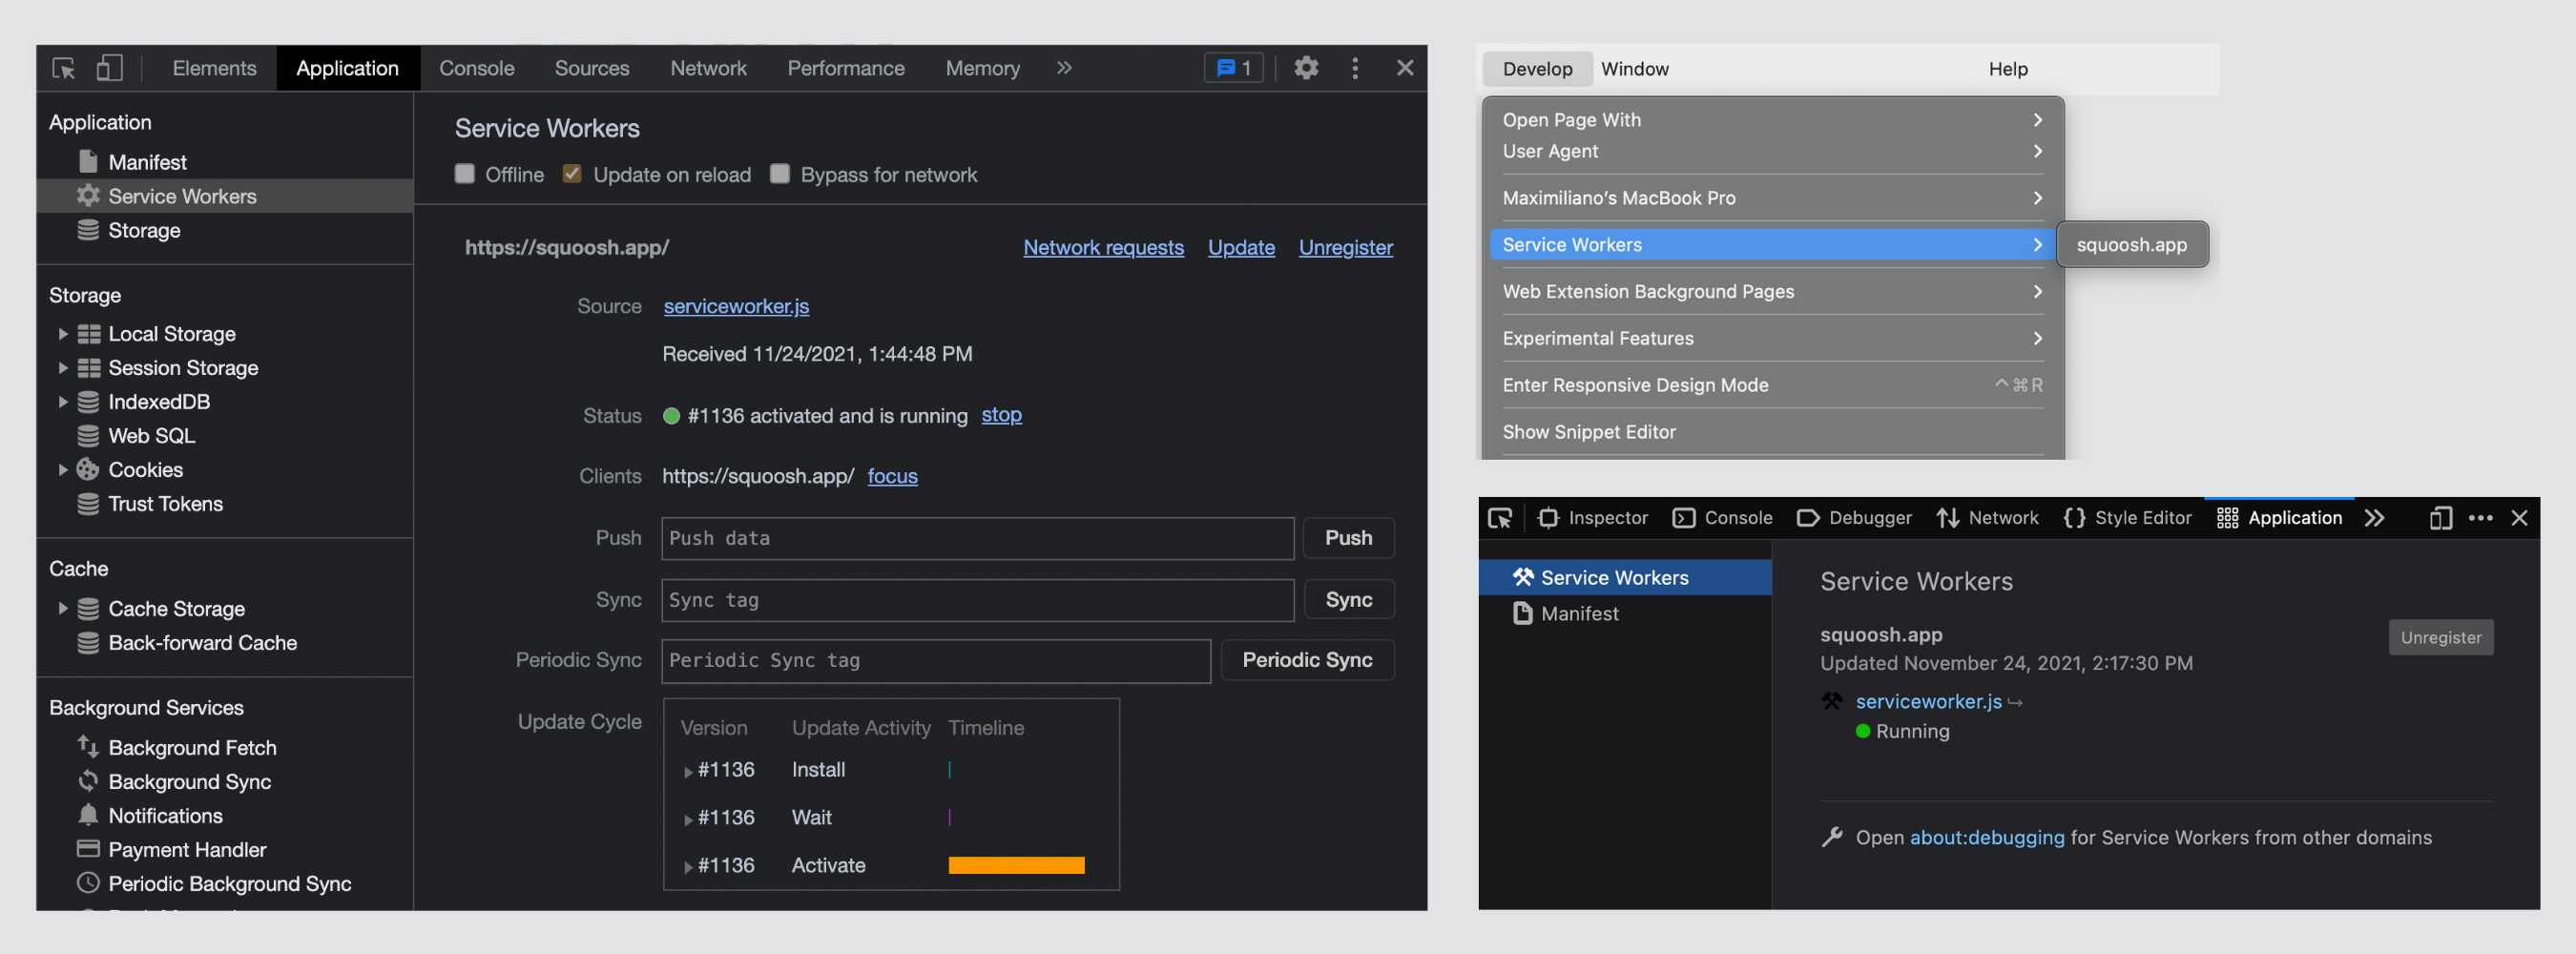 Elements Application Console Sources Network Performance Memory » 1
Application
Manifest
Service Workers
Storage
Storage
Local Storage
Session Storage
IndexedDB
Web SQL
Cookies
Trust Tokens
Cache
Cache Storage
Back-forward Cache
Background Services
Background Fetch
Background Sync
Notifications
Payment Handler
Periodic Background Sync
Service Workers
Offline Update on reload Bypass for network
https://squoosh.app/ Network requests Update Unregister
Source serviceworker.js
Received 11/24/2021, 1:44:48 PM
Status #1136 activated and is running stop
Clients https://squoosh.app/ focus
Push Push data Push
Sync Sync tag Sync
Periodic Sync Periodic Sync tag Periodic Sync
Update Cycle Version Update Activity Timeline
#1136 Install
#1136 Wait
#1136 Activate
Develop Window Help
Open Page With
User Agent
Maximiliano’s MacBook Pro
Service Workers squoosh.app
Web Extension Background Pages
Experimental Features
Enter Responsive Design Mode ^⌘R
Show Snippet Editor
Inspector Console Debugger Network Style Editor Application »
Service Workers
Manifest
Service Workers
squoosh.app Unregister
Updated November 24, 2021, 2:17:30 PM
serviceworker.js
Running
Open about:debugging for Service Workers from other domains